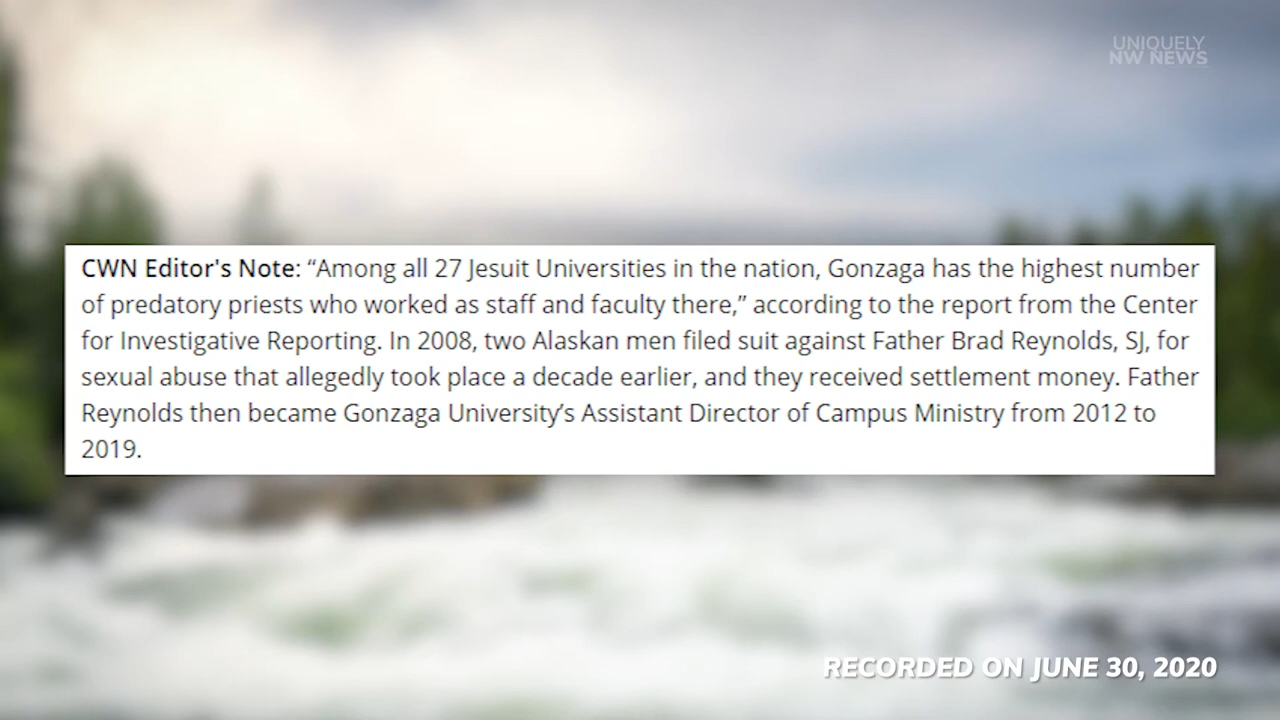 UNIQUELY
NW NEWS
CWN Editor's Note: “Among all 27 Jesuit Universities in the nation, Gonzaga has the highest number
of predatory priests who worked as staff and faculty there,” according to the report from the Center
for Investigative Reporting. In 2008, two Alaskan men filed suit against Father Brad Reynolds, SJ, for
sexual abuse that allegedly took place a decade earlier, and they received settlement money. Father
Reynolds then became Gonzaga University’s Assistant Director of Campus Ministry from 2012 to
2019.
RECORDED ON JUNE 30, 2020